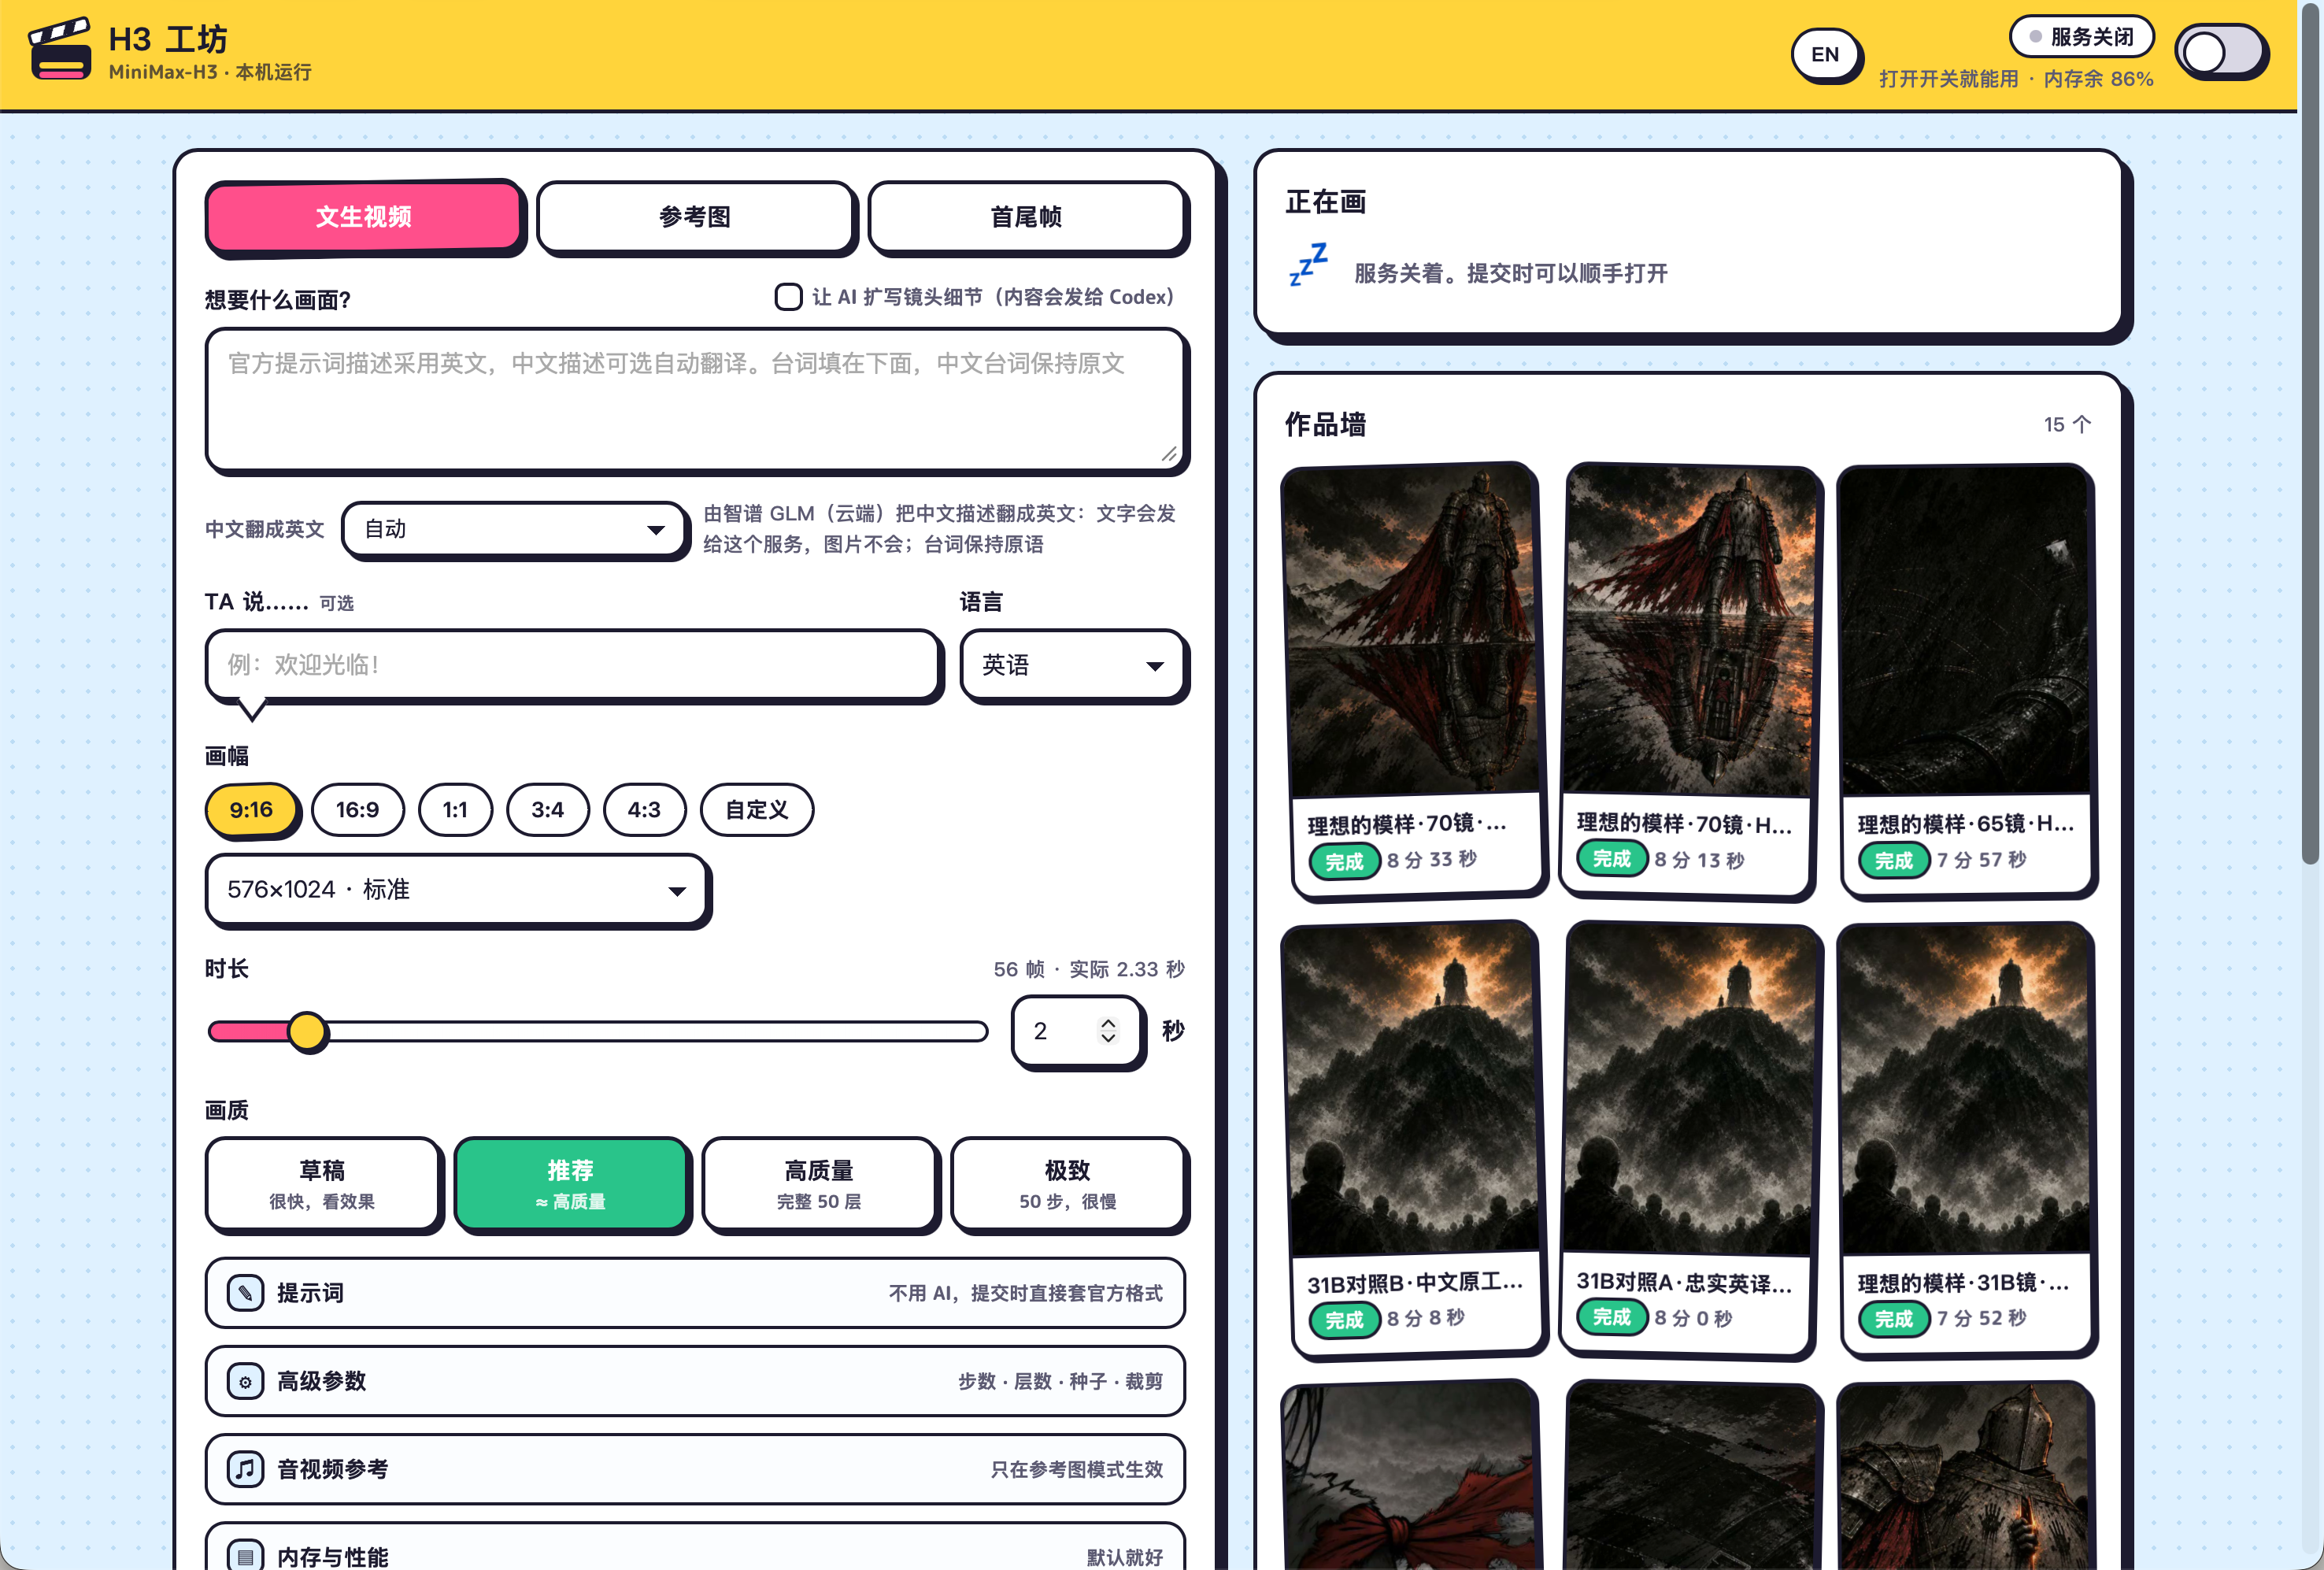 H3 工坊
MiniMax-H3 · 本机运行
EN
服务关闭
打开开关就能用 · 内存余 86%
文生视频
参考图
首尾帧
想要什么画面?
让 AI 扩写镜头细节（内容会发给 Codex）
官方提示词描述采用英文，中文描述可选自动翻译。台词填在下面，中文台词保持原文
中文翻成英文
自动
由智谱 GLM（云端）把中文描述翻成英文：文字会发
给这个服务，图片不会；台词保持原语
TA 说…… 可选
语言
例：欢迎光临！
英语
画幅
9:16
16:9
1:1
3:4
4:3
自定义
576×1024 · 标准
时长
56 帧 · 实际 2.33 秒
2
秒
画质
草稿
很快，看效果
推荐
≈ 高质量
高质量
完整 50 层
极致
50 步，很慢
提示词
不用 AI，提交时直接套官方格式
高级参数
步数 · 层数 · 种子 · 裁剪
音视频参考
只在参考图模式生效
内存与性能
默认就好
正在画
zzz
服务关着。提交时可以顺手打开
作品墙
15 个
理想的模样·70镜·...
完成 8 分 33 秒
理想的模样·70镜·H...
完成 8 分 13 秒
理想的模样·65镜·H...
完成 7 分 57 秒
31B对照B·中文原工...
完成 8 分 8 秒
31B对照A·忠实英译...
完成 8 分 0 秒
理想的模样·31B镜·...
完成 7 分 52 秒